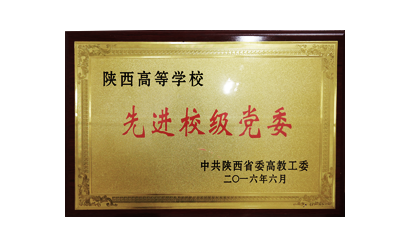 陕西高等学校
先进校级党委
中共陕西省委高教工委
二〇一六年六月